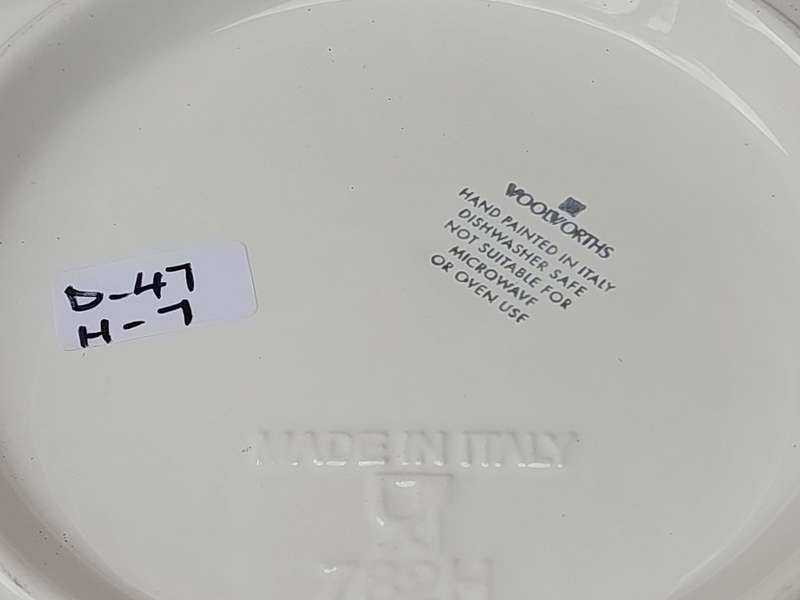 WOOLWORTHS
HAND PAINTED IN ITALY
DISHWASHER SAFE
NOT SUITABLE FOR
MICROWAVE
OR OVEN USE
D-47
H-7
MADE IN ITALY